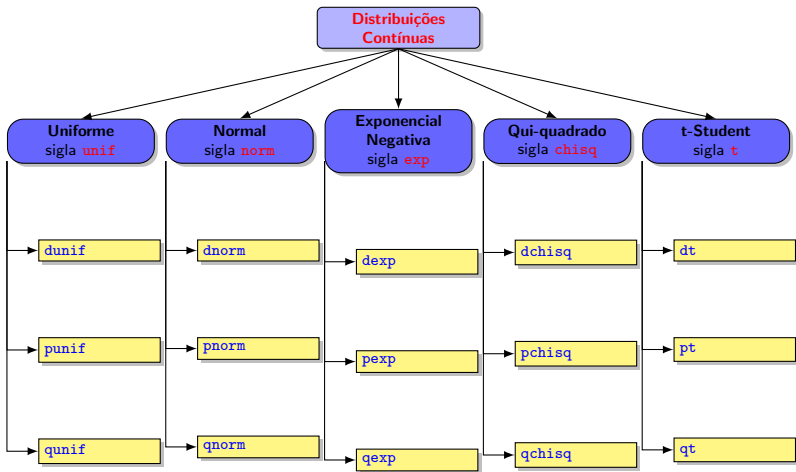 Distribuições
Contínuas
Uniforme
sigla unif
Normal
sigla norm
Exponencial
Negativa
sigla exp
Qui-quadrado
sigla chisq
t-Student
sigla t
dunif
dnorm
dexp
dchisq
dt
punif
pnorm
pexp
pchisq
pt
qunif
qnorm
qexp
qchisq
qt